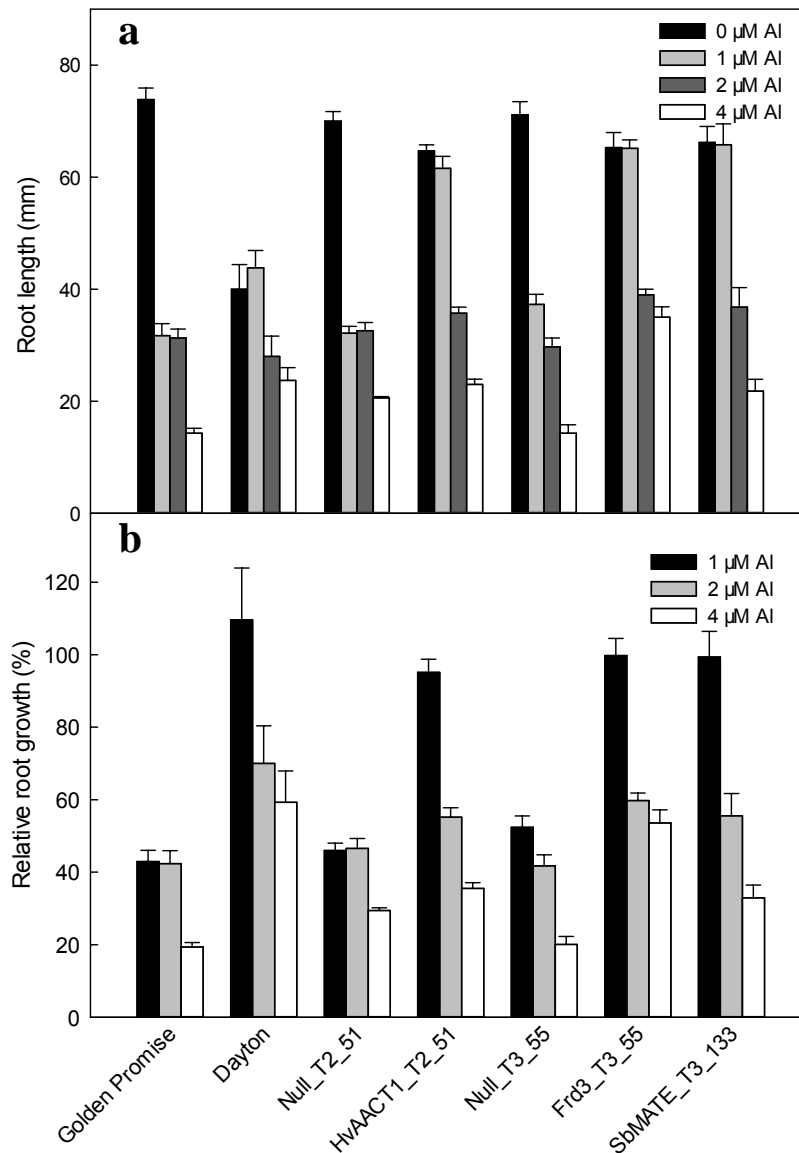 a
0 µM Al
1 µM Al
2 µM Al
4 µM Al
80
60
40
20
0
Root length (mm)
b
1 µM Al
2 µM Al
4 µM Al
120
100
80
60
40
20
0
Relative root growth (%)
Golden Promise
Dayton
Null_T2_51
HvAACT1_T2_51
Null_T3_55
Frd3_T3_55
SbMATE_T3_133